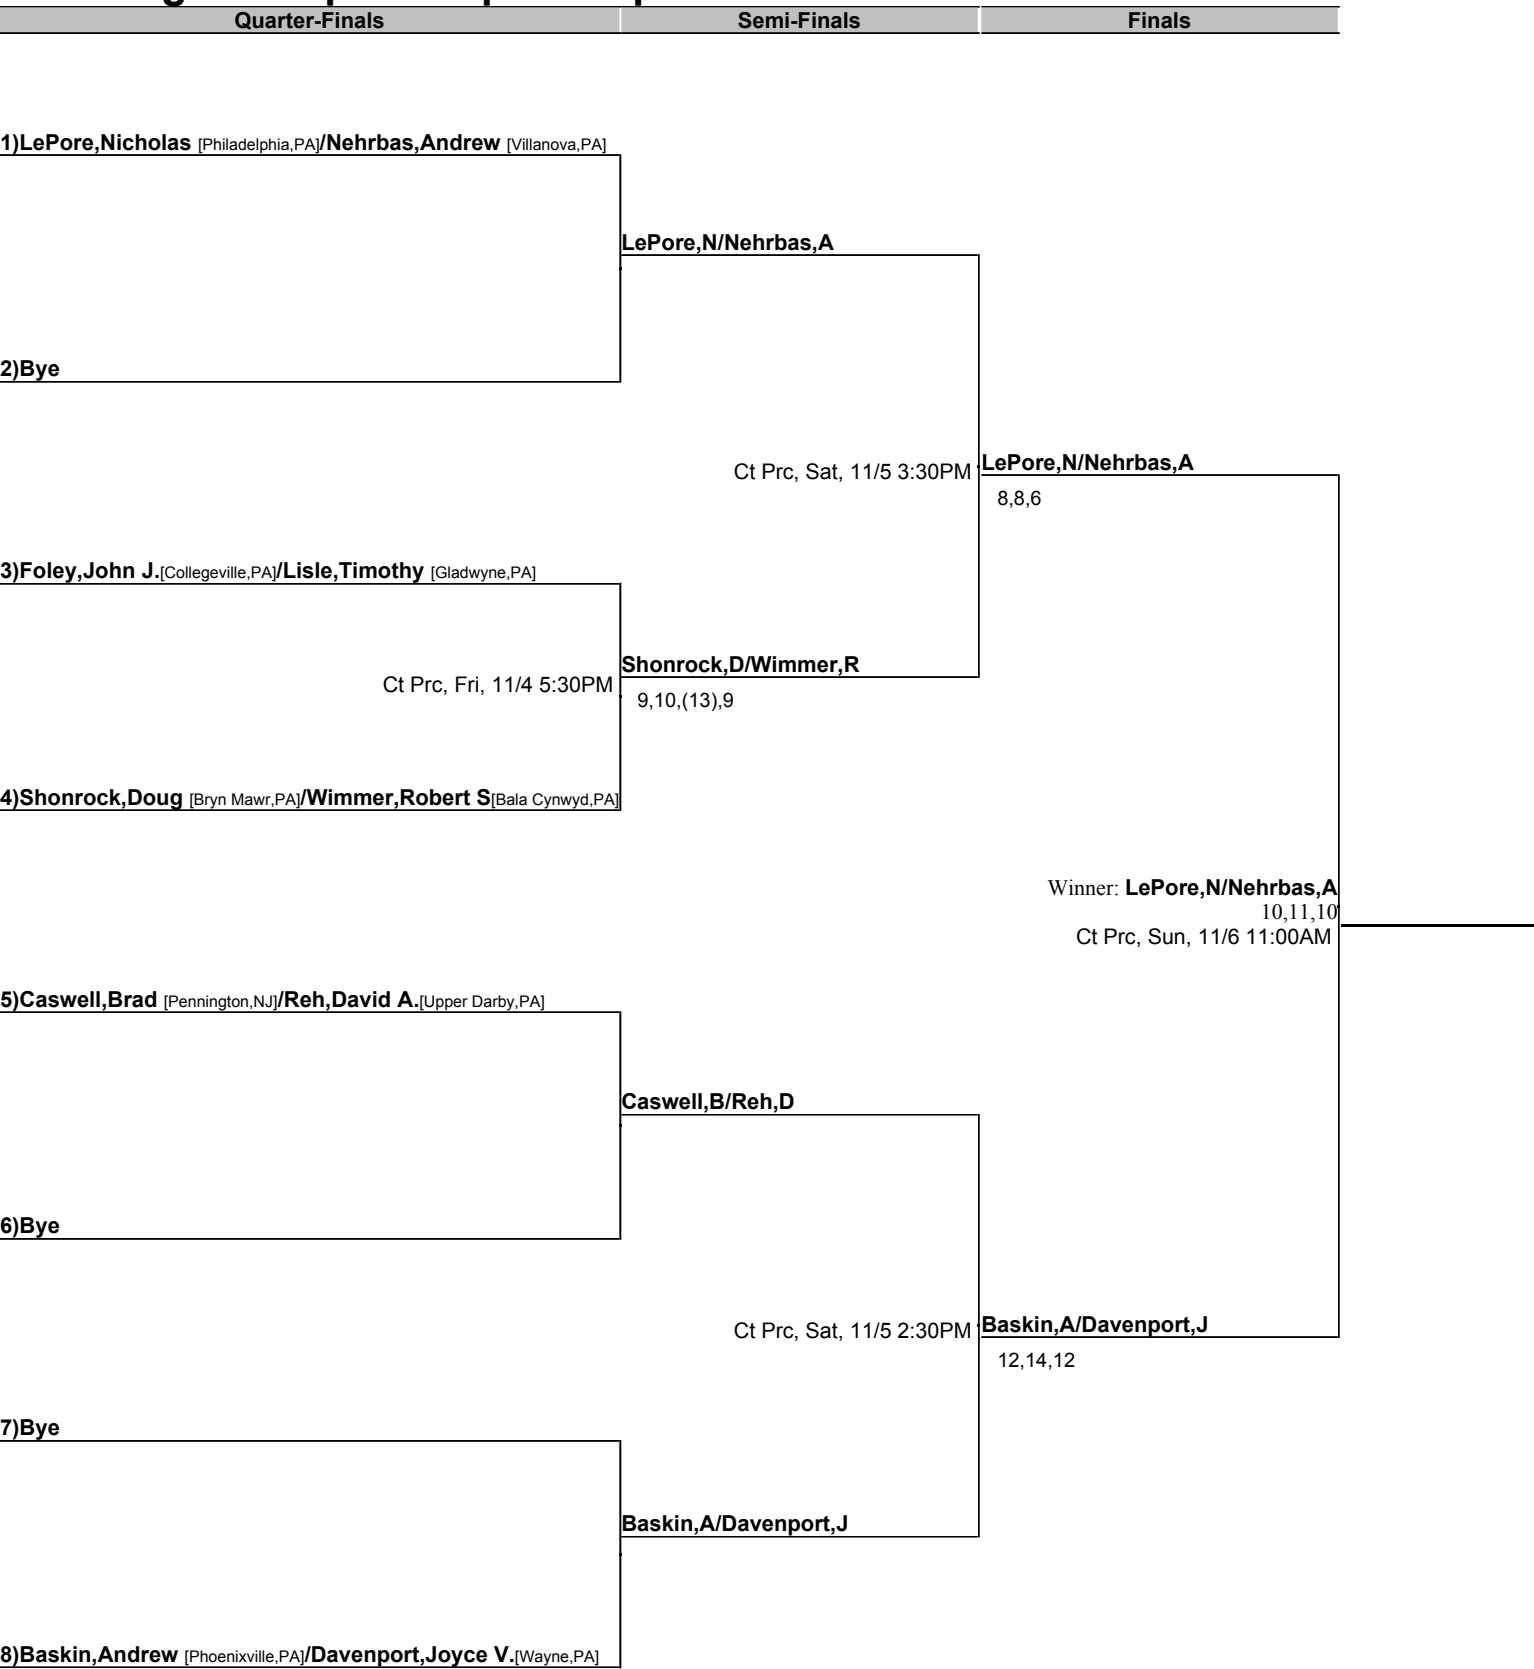 Quarter-Finals Semi-Finals Finals
1)LePore,Nicholas [Philadelphia,PA]/Nehrbas,Andrew [Villanova,PA]
LePore,N/Nehrbas,A
2)Bye
Ct Prc, Sat, 11/5 3:30PM
LePore,N/Nehrbas,A
8,8,6
3)Foley,John J.[Collegeville,PA]/Lisle,Timothy [Gladwyne,PA]
Shonrock,D/Wimmer,R
Ct Prc, Fri, 11/4 5:30PM
9,10,(13),9
4)Shonrock,Doug [Bryn Mawr,PA]/Wimmer,Robert S[Bala Cynwyd,PA]
Winner: LePore,N/Nehrbas,A
10,11,10
Ct Prc, Sun, 11/6 11:00AM
5)Caswell,Brad [Pennington,NJ]/Reh,David A.[Upper Darby,PA]
Caswell,B/Reh,D
6)Bye
Ct Prc, Sat, 11/5 2:30PM
Baskin,A/Davenport,J
12,14,12
7)Bye
Baskin,A/Davenport,J
8)Baskin,Andrew [Phoenixville,PA]/Davenport,Joyce V.[Wayne,PA]